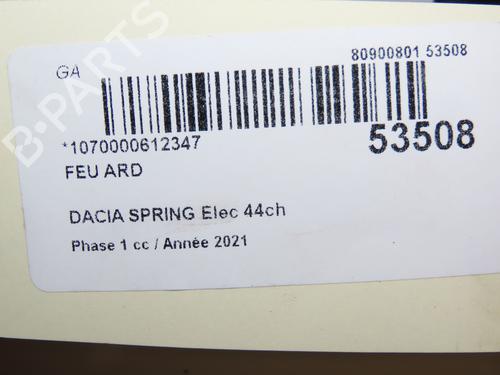 GA
80900801 53508
*1070000612347
53508
FEU ARD
DACIA SPRING Elec 44ch
Phase 1 cc / Année 2021
B-PARTS